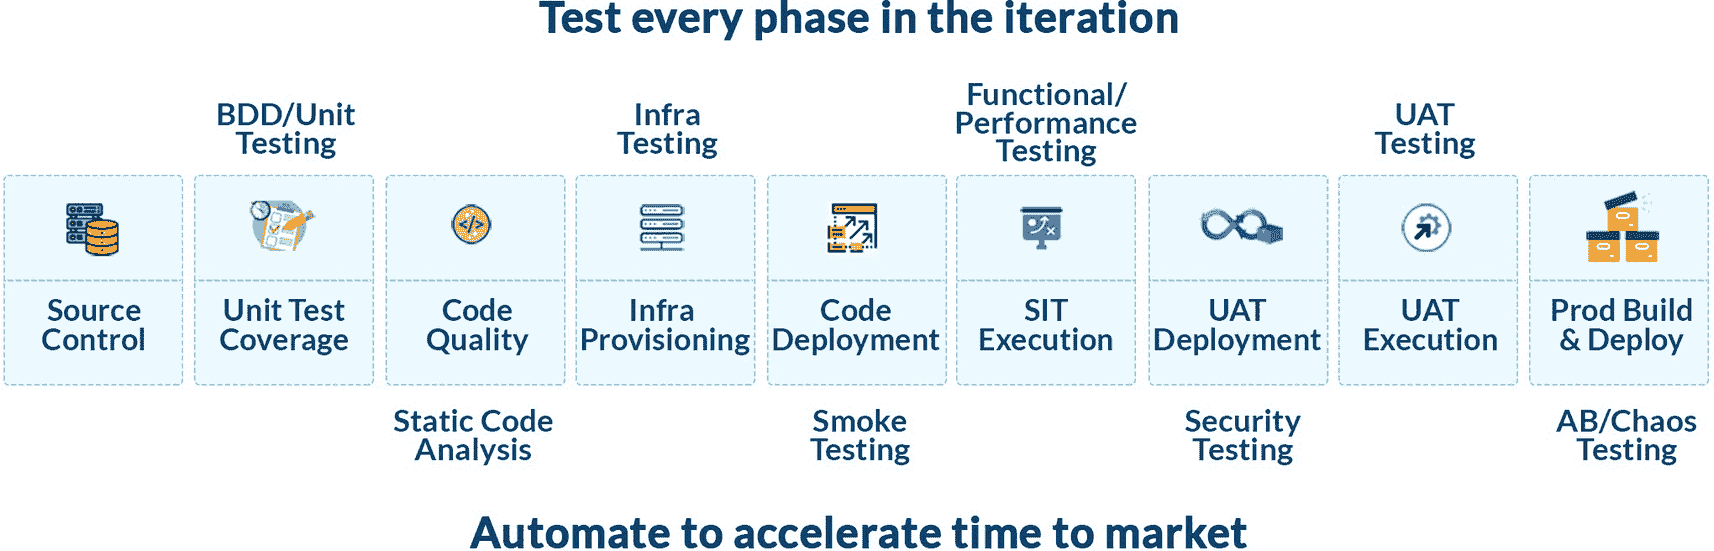 Test every phase in the iteration
BDD/Unit
Testing
Infra
Testing
Functional/
Performance
Testing
UAT
Testing
Source
Control
Unit Test
Coverage
Code
Quality
Infra
Provisioning
Code
Deployment
SIT
Execution
UAT
Deployment
UAT
Execution
Prod Build
& Deploy
Static Code
Analysis
Smoke
Testing
Security
Testing
AB/Chaos
Testing
Automate to accelerate time to market